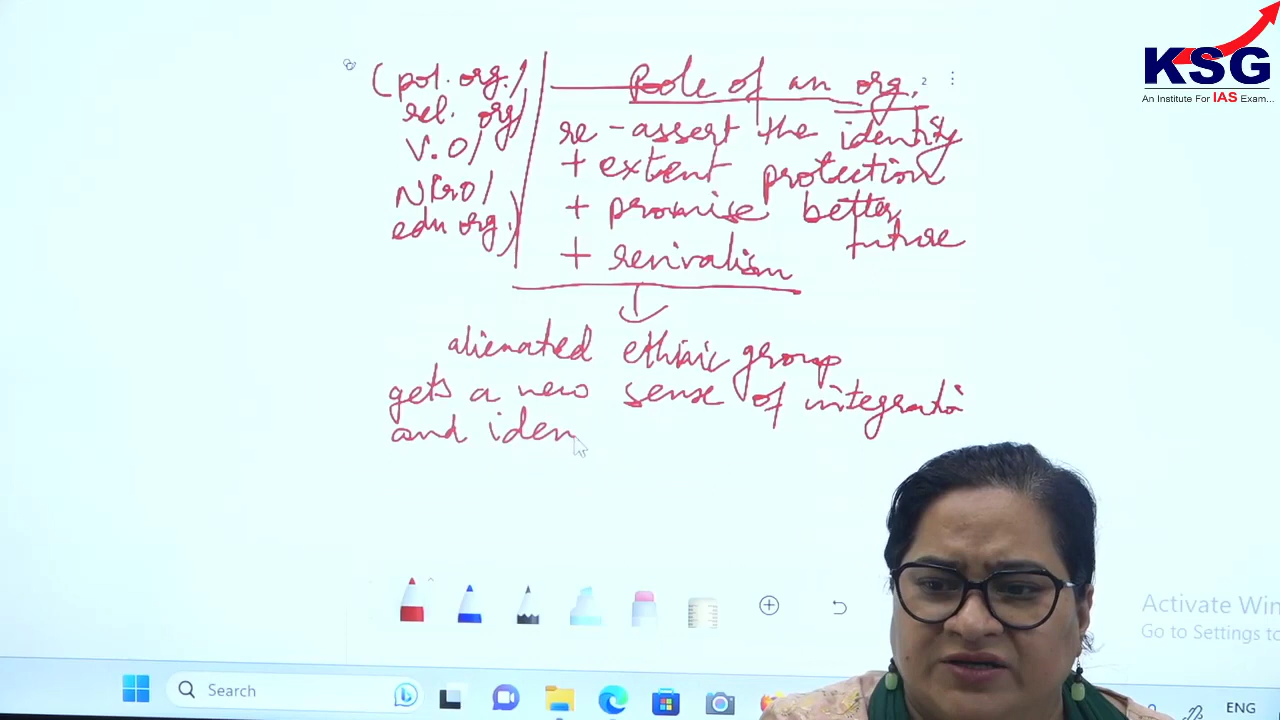 KSG
An Institute For IAS Exam...
(pol. org./
rel. org/
V.O/
NGO/
edu org.)
Role of an org.
2
re-assert the identity
+ extent protection
+ promise better
future
+ revivalism
alienated ethnic group
gets a new sense of integrati
and iden
Activate Win
Go to Settings to
Search
ENG